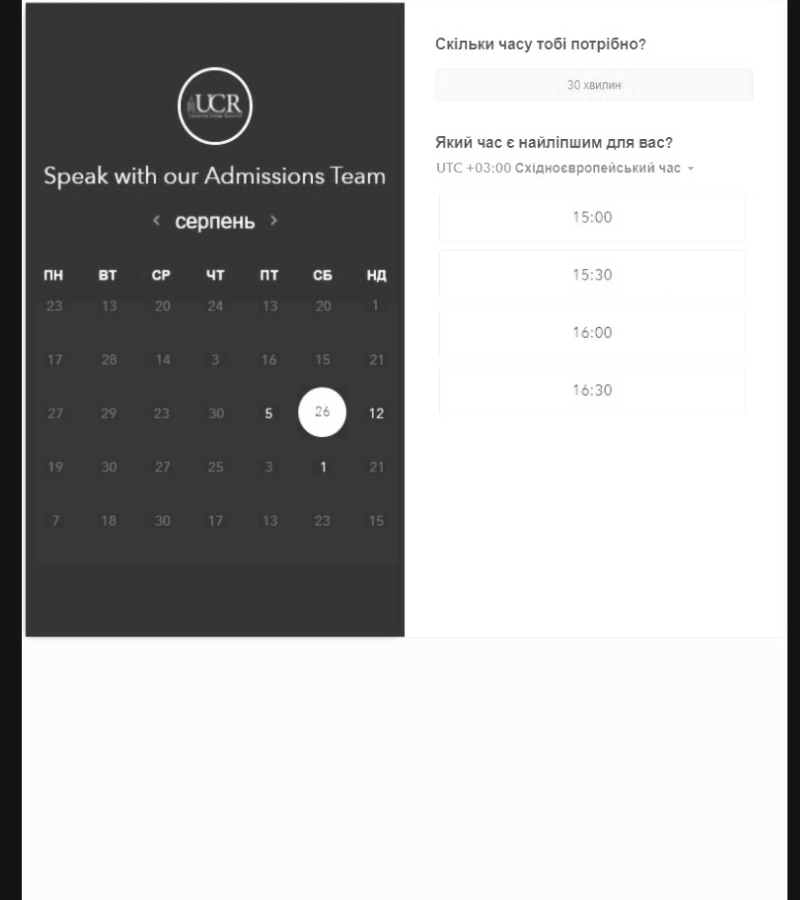 UCR
Speak with our Admissions Team
серпень
ПН ВТ СР ЧТ ПТ СБ НД
23 13 20 24 13 20 1
17 28 14 3 16 15 21
27 29 23 30 5 26 12
19 30 27 25 3 1 21
7 18 30 17 13 23 15
Скільки часу тобі потрібно?
30 хвилин
Який час є найліпшим для вас?
UTC +03:00 Східноєвропейський час
15:00
15:30
16:00
16:30